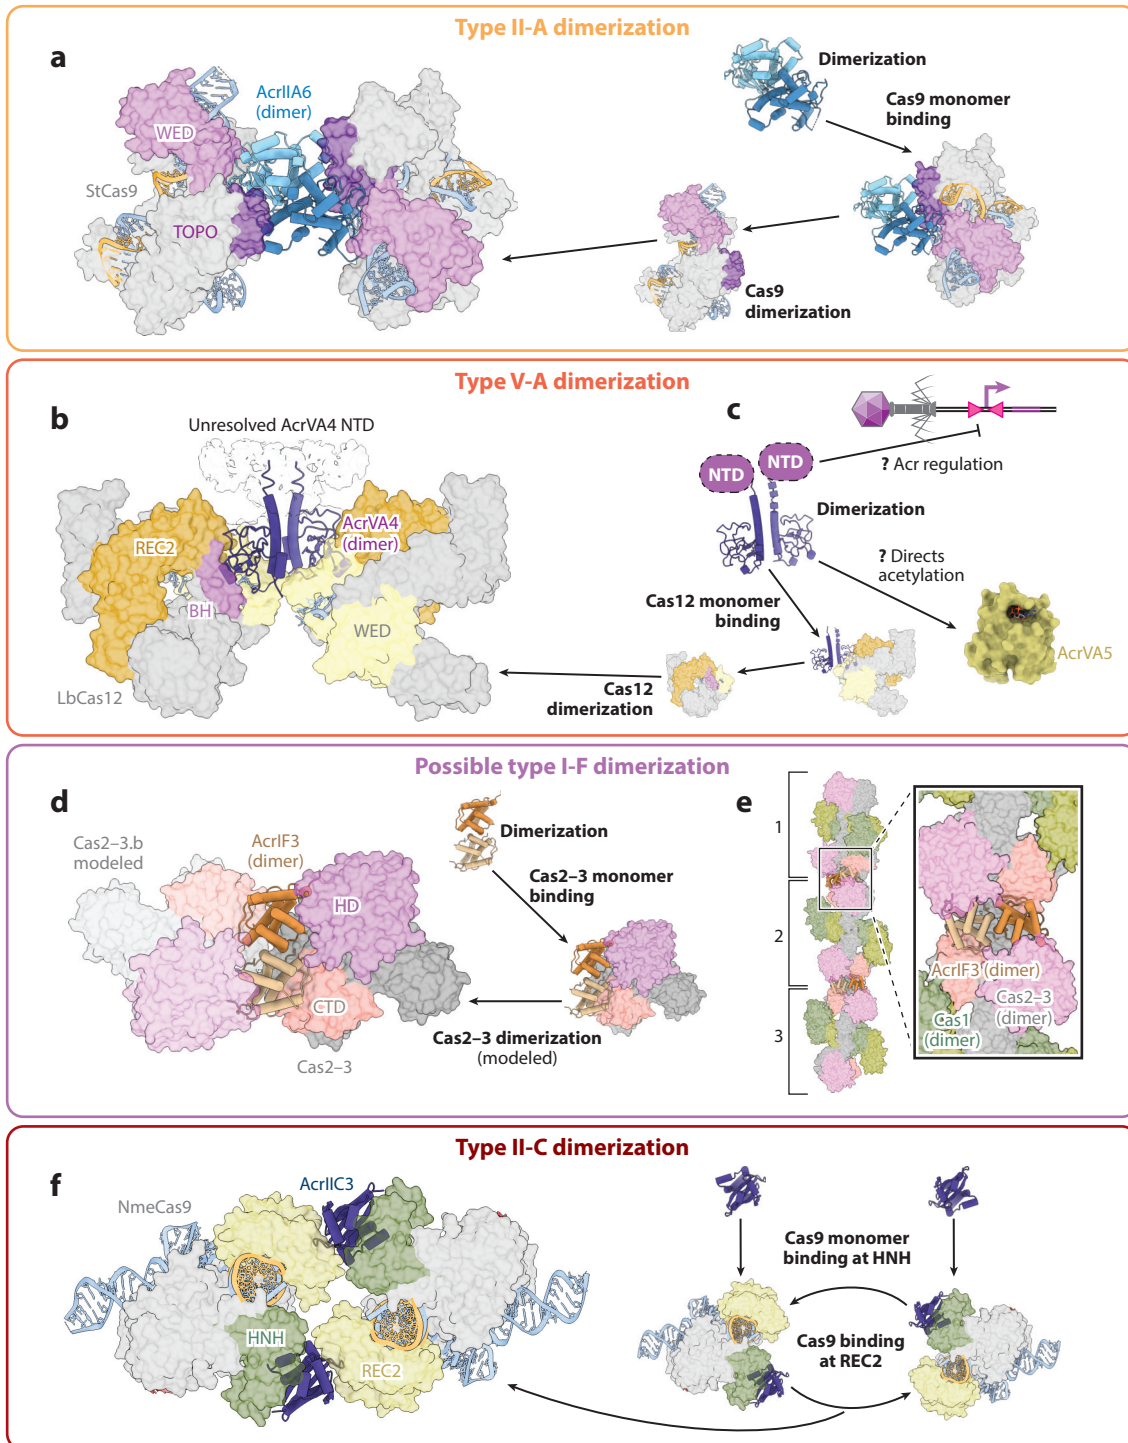 Type II-A dimerization
a
AcrIIA6
(dimer)
WED
StCas9
TOPO
Dimerization
Cas9 monomer
binding
Cas9
dimerization
Type V-A dimerization
b
Unresolved AcrVA4 NTD
REC2
AcrVA4
(dimer)
BH
WED
LbCas12
c
NTD
NTD
? Acr regulation
Dimerization
? Directs
acetylation
Cas12 monomer
binding
AcrVA5
Cas12
dimerization
Possible type I-F dimerization
d
Cas2–3.b
modeled
AcrIF3
(dimer)
HD
CTD
Cas2–3
Dimerization
Cas2–3 monomer
binding
Cas2–3 dimerization
(modeled)
e
1
2
3
AcrIF3 (dimer)
Cas2–3
(dimer)
Cas1
(dimer)
Type II-C dimerization
f
AcrIIC3
NmeCas9
HNH
REC2
Cas9 monomer
binding at HNH
Cas9 binding
at REC2